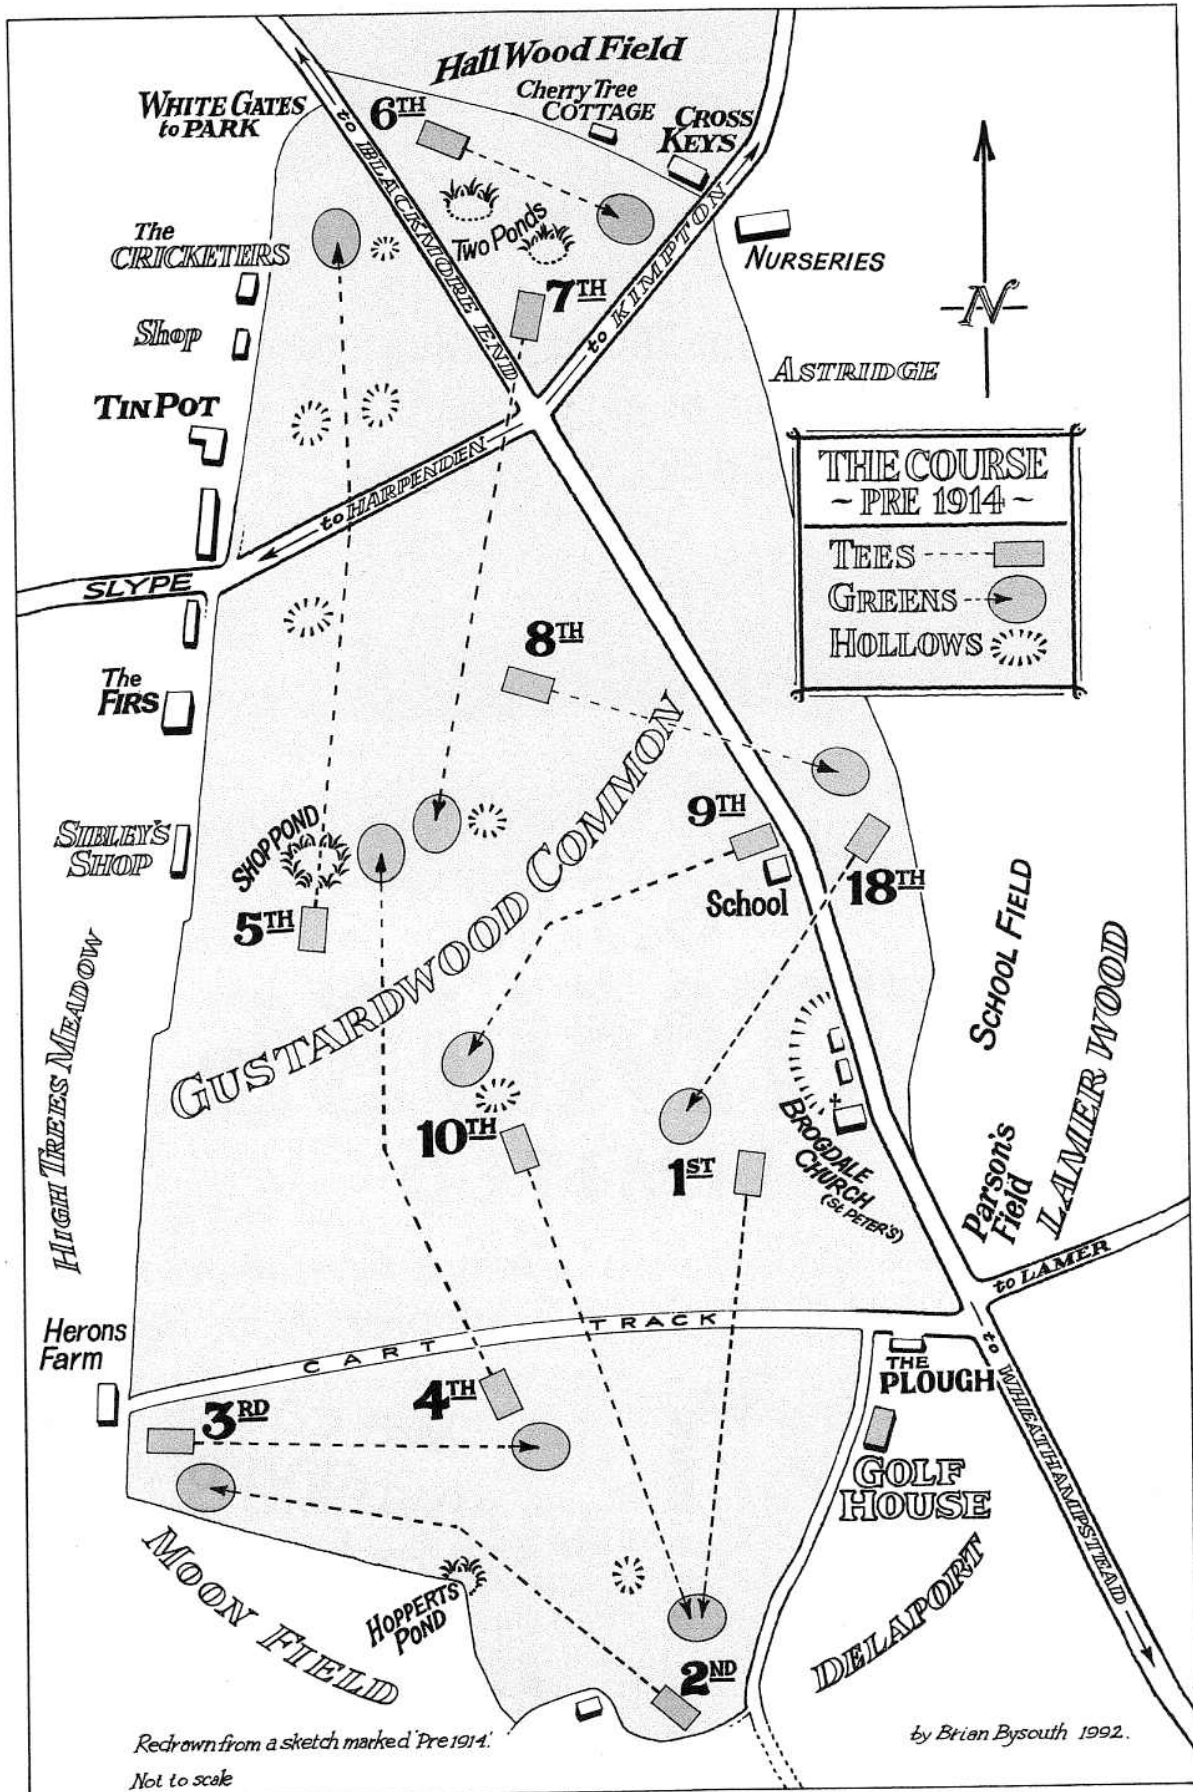 Hall Wood Field
Cherry Tree
COTTAGE
CROSS
KEYS
WHITE GATES
to PARK
6TH
to BLACKMORE END
Two Ponds
to KIMPTON
The
CRICKETERS
NURSERIES
7TH
N
Shop
ASTRIDGE
TIN POT
to HARPENDEN
THE COURSE
~ PRE 1914 ~
TEES
GREENS
HOLLOWS
SLYPE
8TH
The
FIRS
9TH
SIBLEY'S
SHOP
SHOP POND
School
18TH
5TH
GUSTARDWOOD COMMON
SCHOOL FIELD
LAMER WOOD
HIGH TREES MEADOW
10TH
1ST
BROGDALE
CHURCH
(St PETER'S)
Parson's
Field
to LAMER
Herons
Farm
CART TRACK
THE
PLOUGH
to WHEATHAMPSTEAD
4TH
3RD
GOLF
HOUSE
MOON FIELD
HOPPERTS
POND
DELAPORT
2ND
Redrawn from a sketch marked 'Pre 1914'.
by Brian Bysouth 1992.
Not to scale